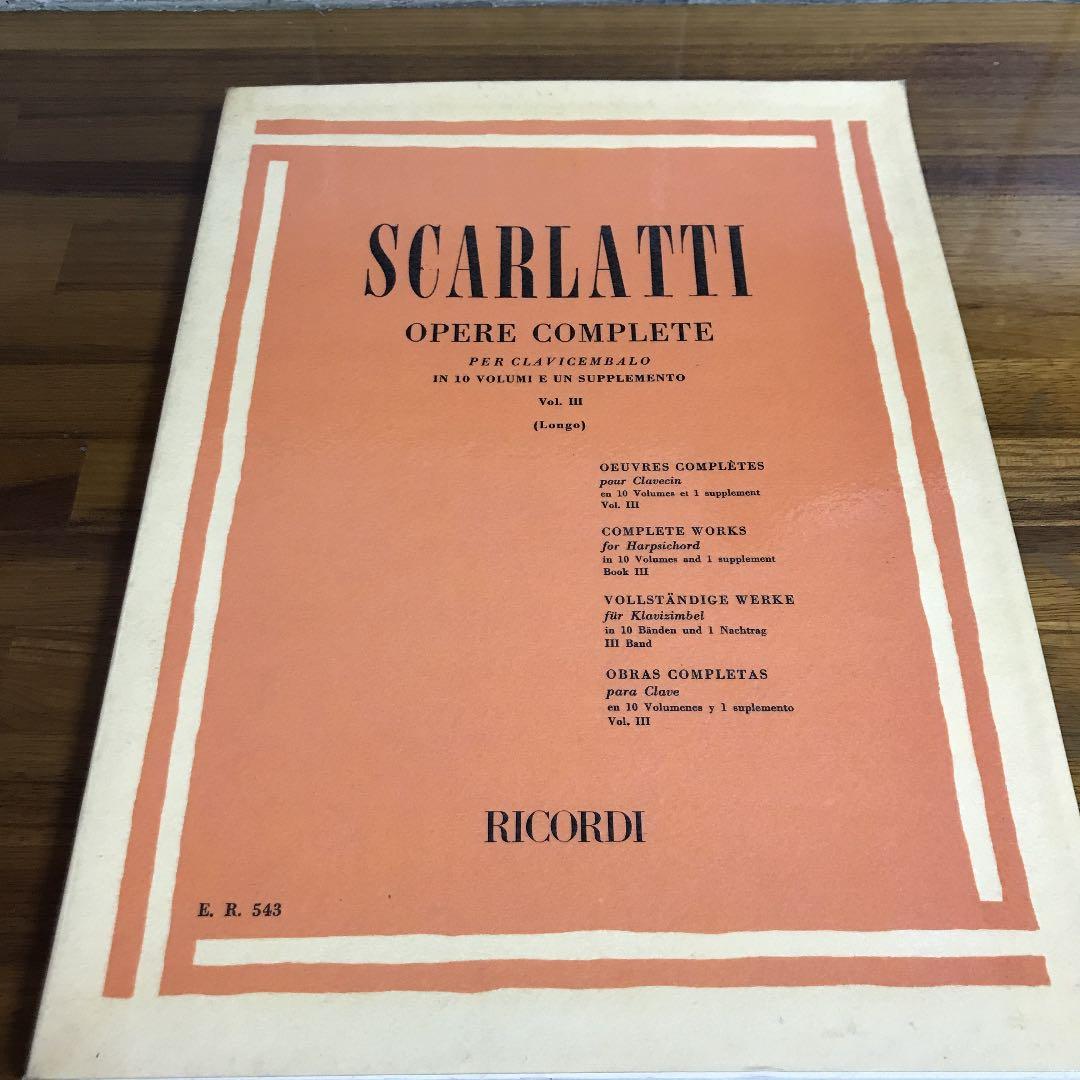 SCARLATTI
OPERE COMPLETE
PER CLAVICEMBALO
IN 10 VOLUMI E UN SUPPLEMENTO
Vol. III
(Longo)
OEUVRES COMPLÈTES
pour Clavecin
en 10 Volumes et 1 supplement
Vol. III
COMPLETE WORKS
for Harpsichord
in 10 Volumes and 1 supplement
Book III
VOLLSTÄNDIGE WERKE
für Klavizimbel
in 10 Bänden und 1 Nachtrag
III Band
OBRAS COMPLETAS
para Clave
en 10 Volumenes y 1 suplemento
Vol. III
RICORDI
E. R. 543